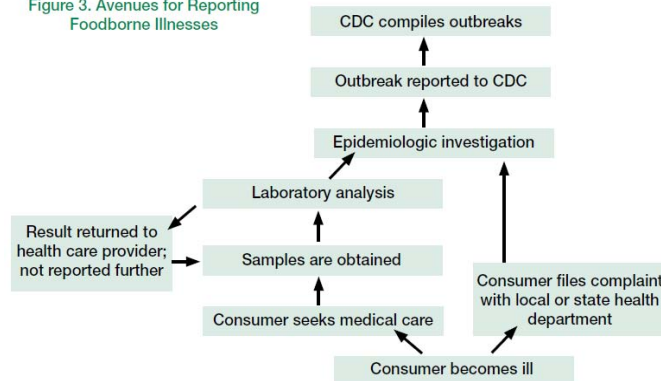 Figure 3. Avenues for Reporting
Foodborne Illnesses
CDC compiles outbreaks
Outbreak reported to CDC
Epidemiologic investigation
Laboratory analysis
Result returned to
health care provider;
not reported further
Samples are obtained
Consumer files complaint
with local or state health
department
Consumer seeks medical care
Consumer becomes ill